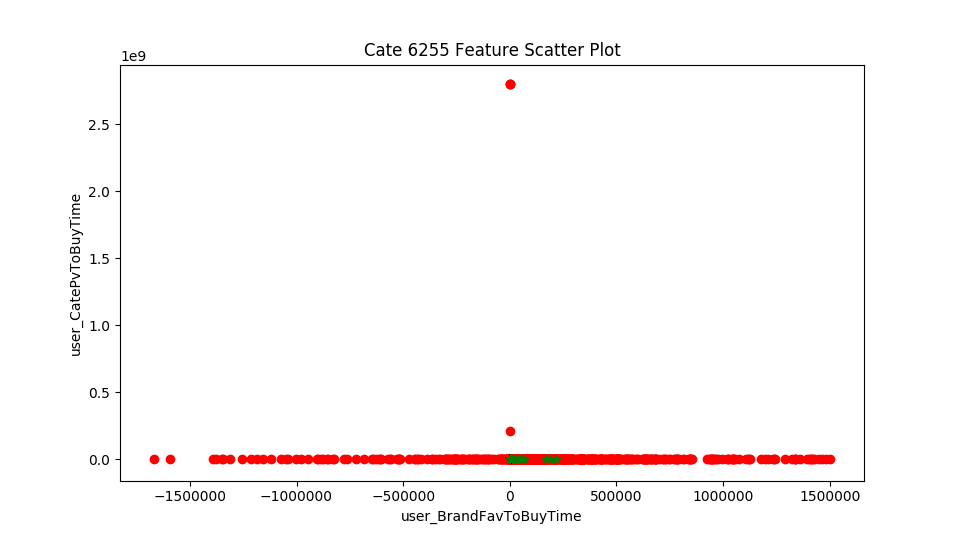 Cate 6255 Feature Scatter Plot
1e9
2.5
2.0
1.5
1.0
0.5
0.0
user_CatePvToBuyTime
−1500000 −1000000 −500000 0 500000 1000000 1500000
user_BrandFavToBuyTime